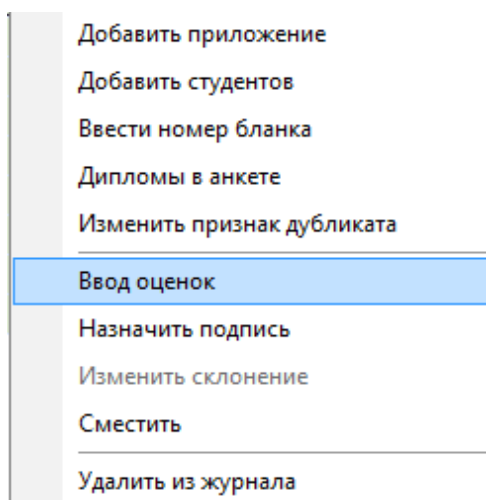 Добавить приложение
Добавить студентов
Ввести номер бланка
Дипломы в анкете
Изменить признак дубликата
Ввод оценок
Назначить подпись
Изменить склонение
Сместить
Удалить из журнала